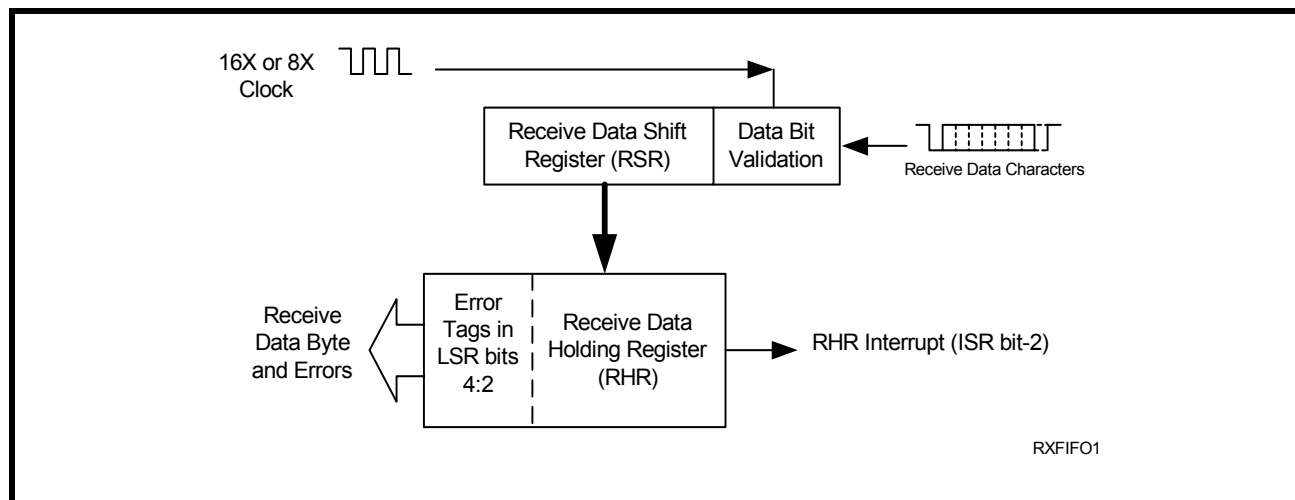 16X or 8X
Clock
Receive Data Shift
Register (RSR)
Data Bit
Validation
Receive Data Characters
Receive
Data Byte
and Errors
Error
Tags in
LSR bits
4:2
Receive Data
Holding Register
(RHR)
RHR Interrupt (ISR bit-2)
RXFIFO1